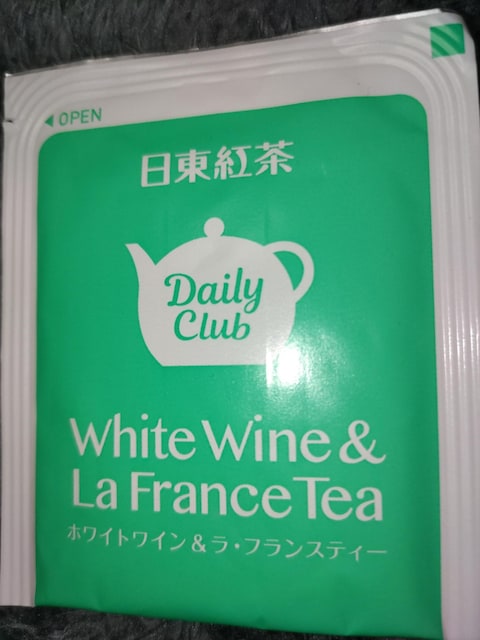 ◀OPEN
日東紅茶
Daily
Club
White Wine &
La France Tea
ホワイトワイン&ラ・フランスティー